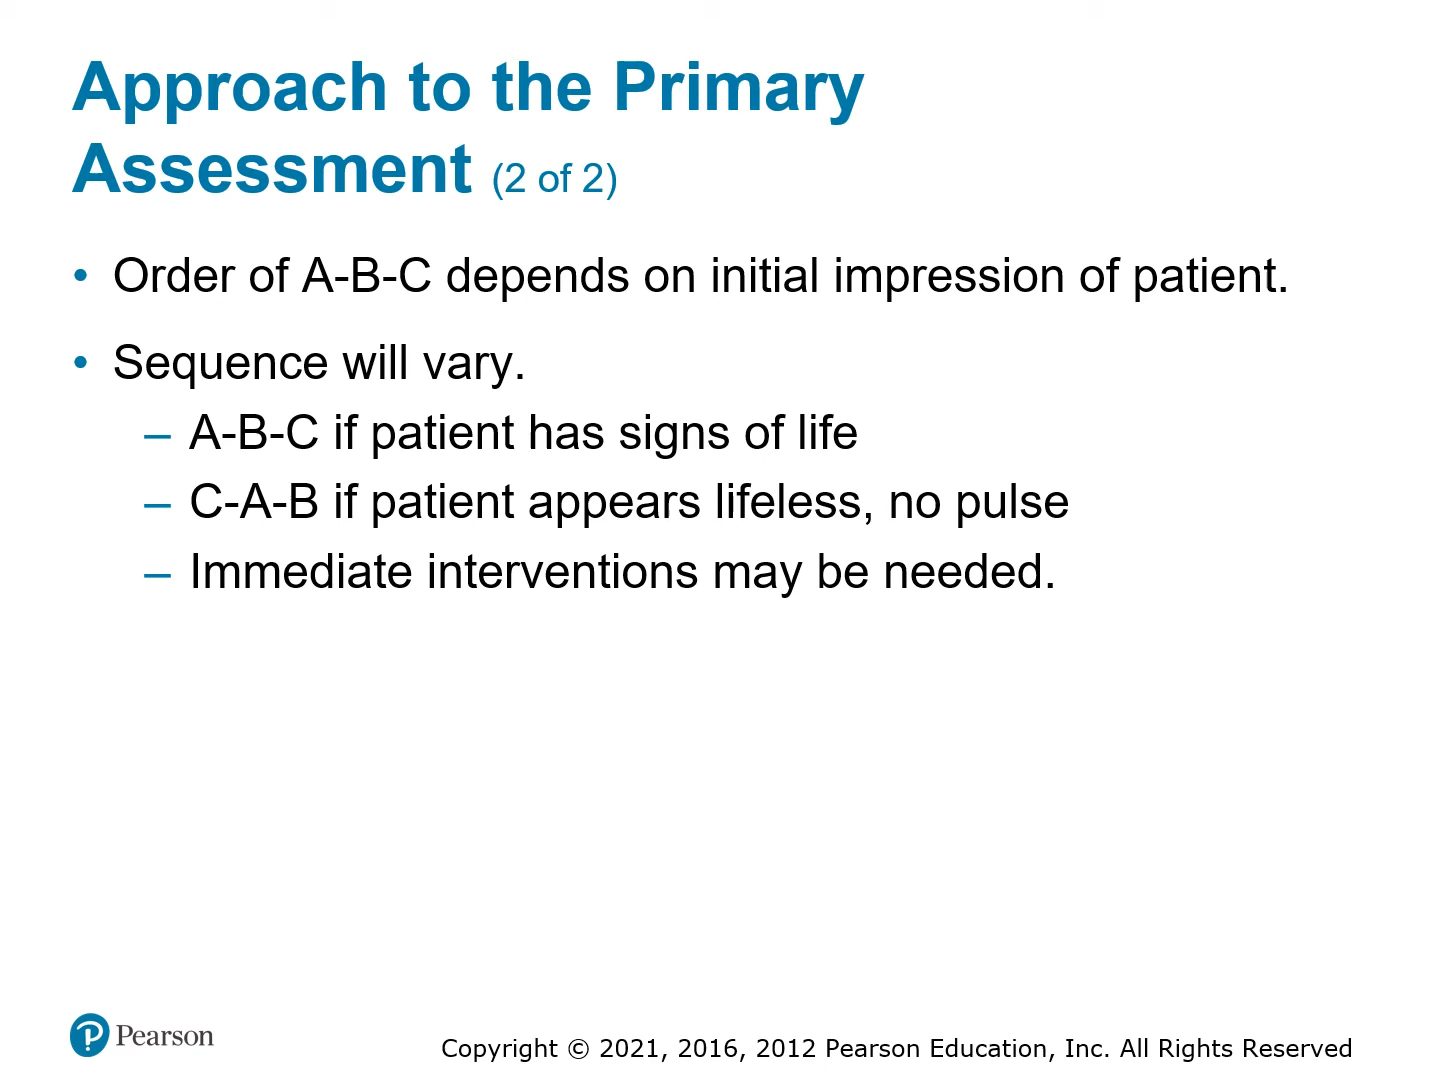 Approach to the Primary
Assessment (2 of 2)
• Order of A-B-C depends on initial impression of patient.
• Sequence will vary.
– A-B-C if patient has signs of life
– C-A-B if patient appears lifeless, no pulse
– Immediate interventions may be needed.
Pearson
Copyright © 2021, 2016, 2012 Pearson Education, Inc. All Rights Reserved